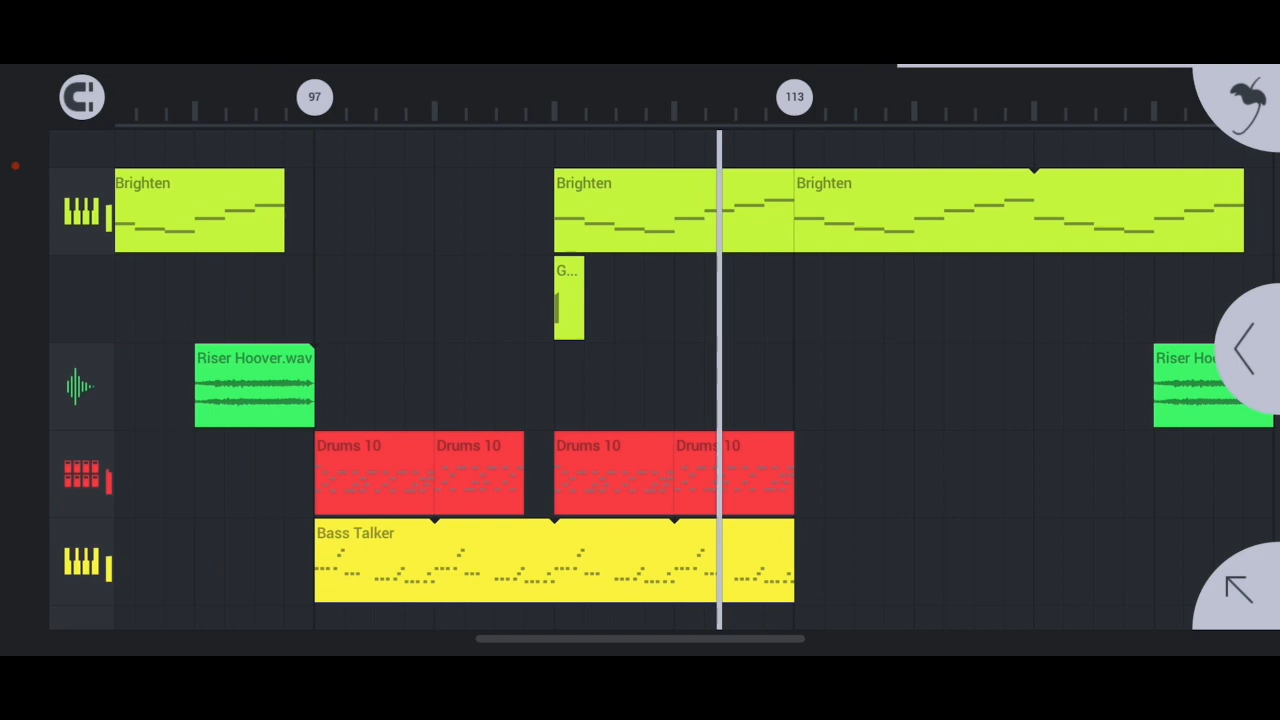 97
113
Brighten
Brighten
Brighten
G...
Riser Hoover.wav
Riser Ho
Drums 10
Drums 10
Drums 10
Drums 10
Bass Talker